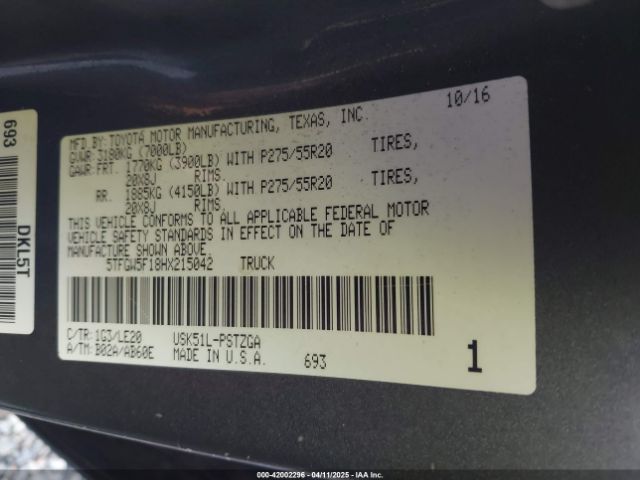 693
DKL5T
10/16
MFD.BY:TOYOTA MOTOR MANUFACTURING, TEXAS, INC.
GVWR 3180KG (7000LB)
GAWR:FRT. 1770KG (3900LB) WITH P275/55R20 TIRES,
20X8J RIMS.
RR. 1885KG (4150LB) WITH P275/55R20 TIRES,
20X8J RIMS.
THIS VEHICLE CONFORMS TO ALL APPLICABLE FEDERAL MOTOR
VEHICLE SAFETY STANDARDS IN EFFECT ON THE DATE OF
MANUFACTURE SHOWN ABOVE.
5TFGW5F18HX215042 TRUCK
C/TR:1G3/LE20 USK51L-PSTZGA
A/TM:B02A/AB60E MADE IN U.S.A. 693 1
000-42002296 - 04/11/2025 - IAAI, Inc.